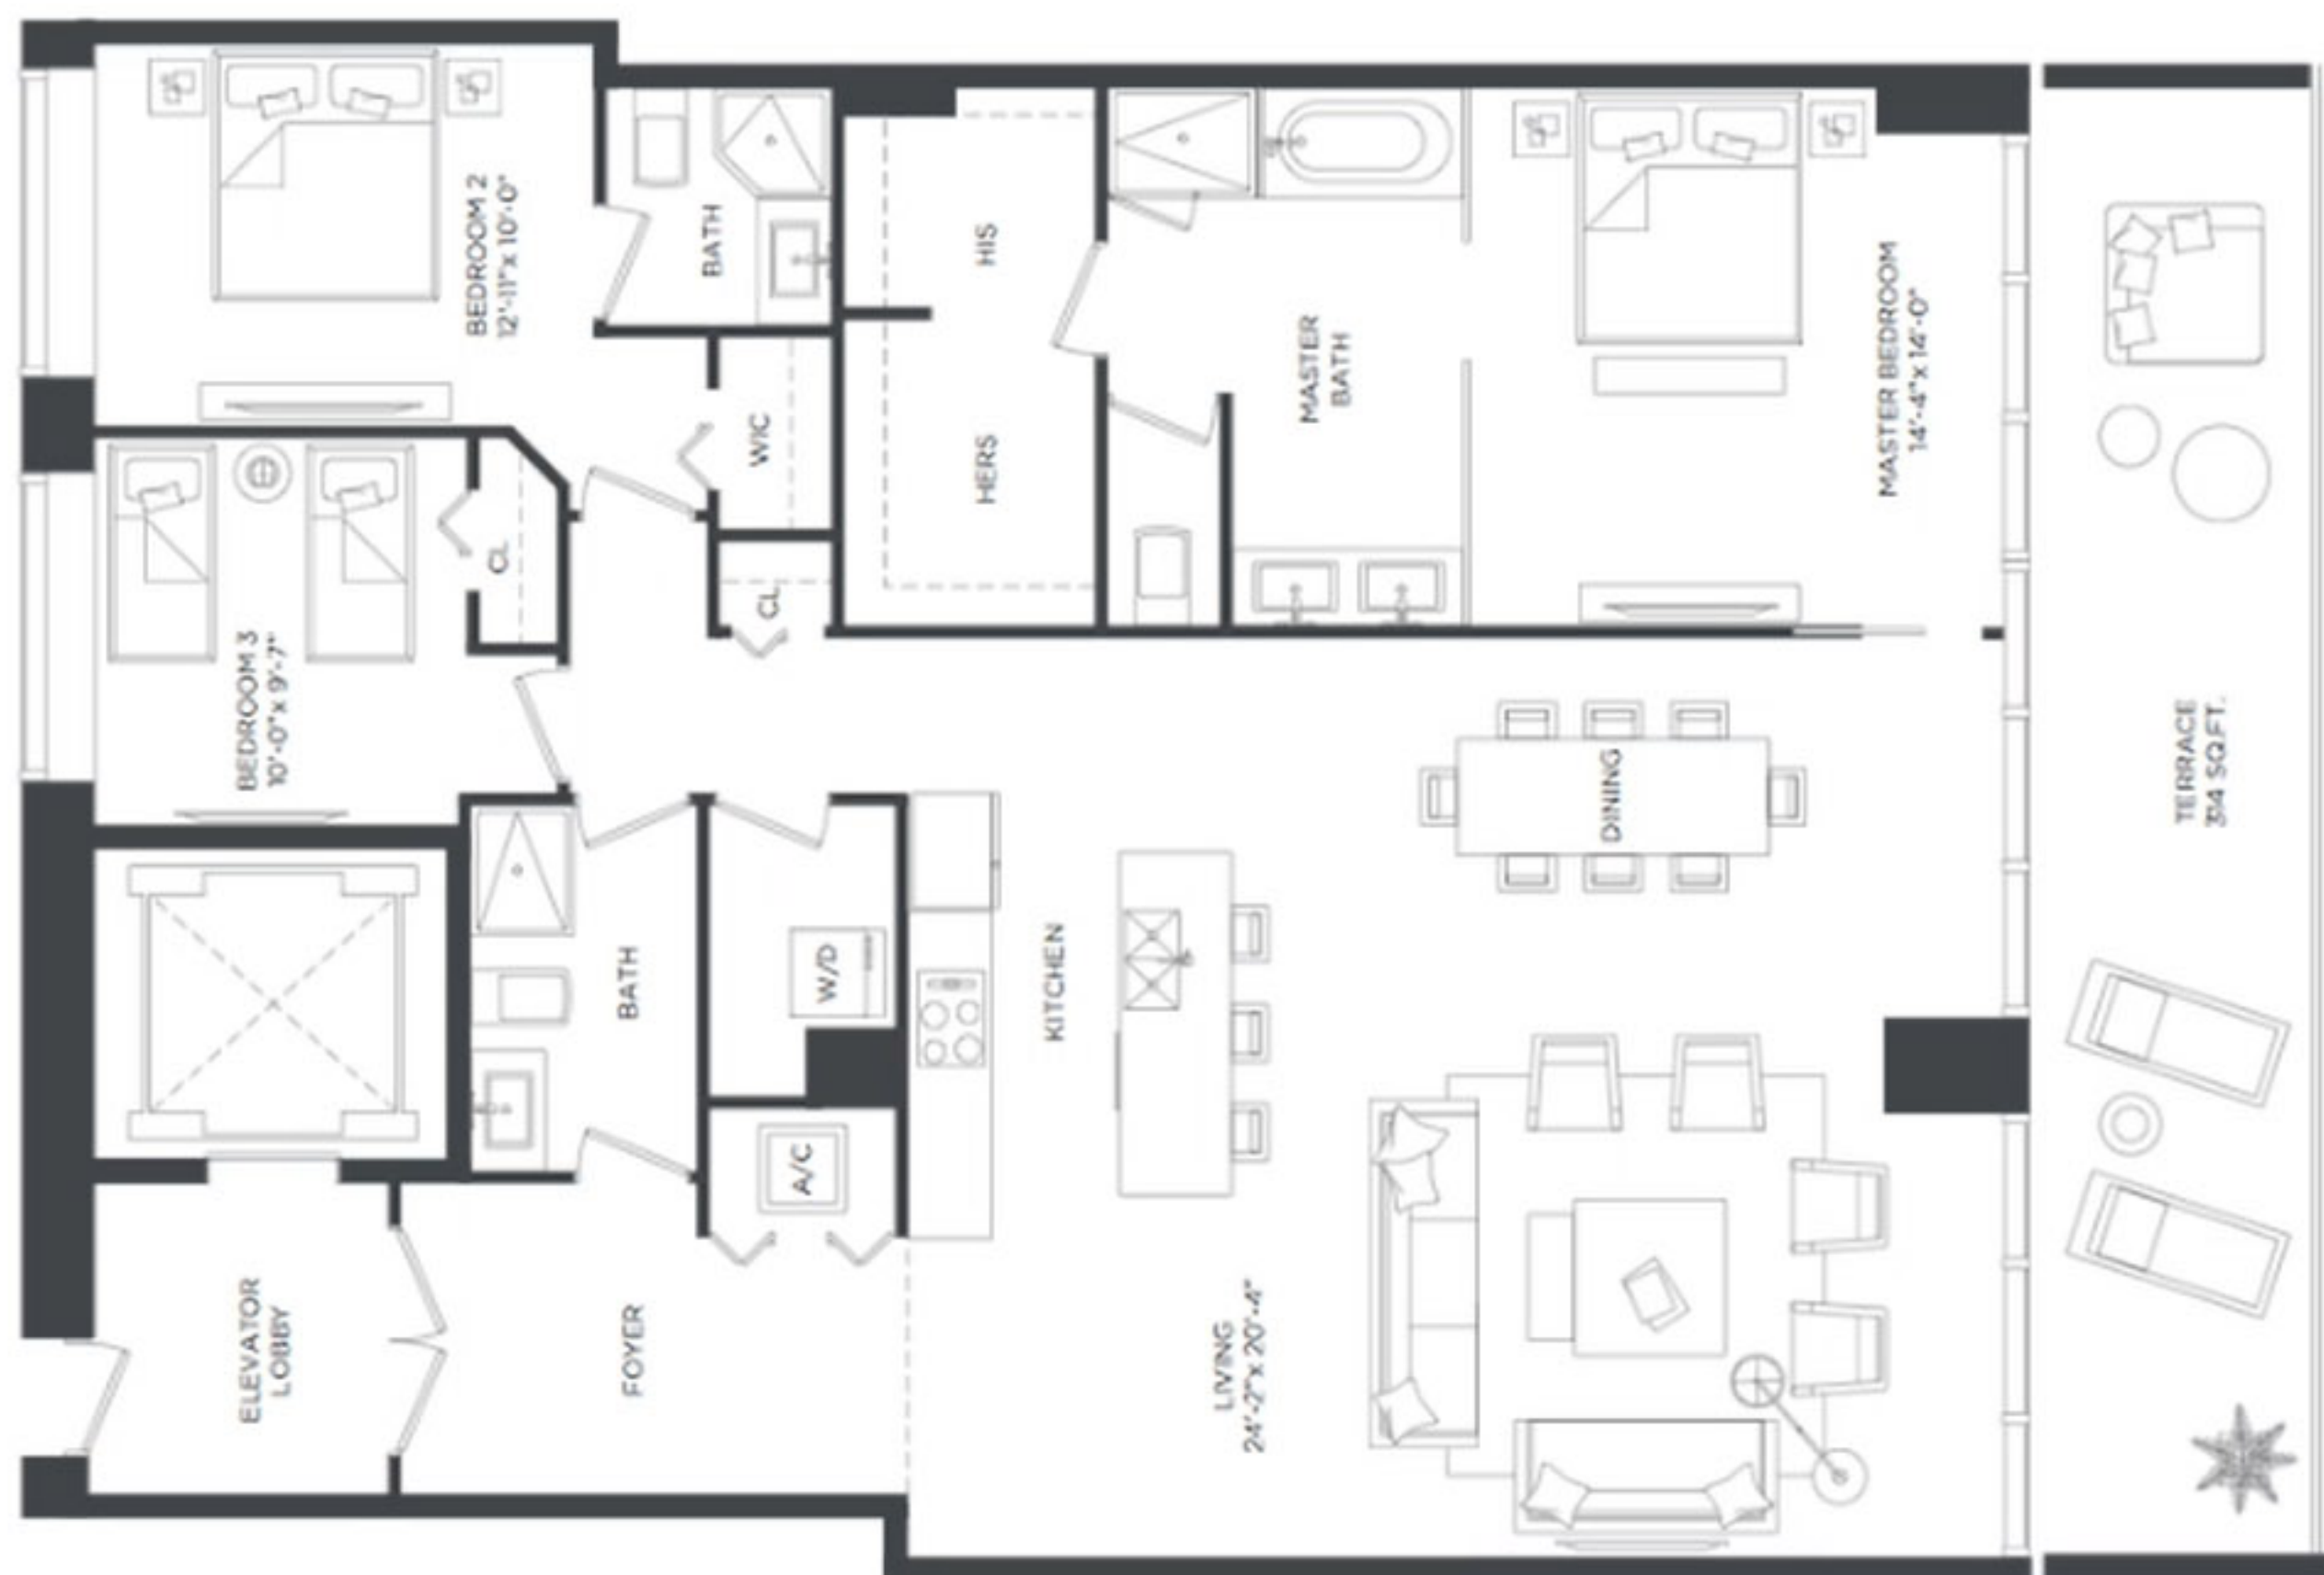 BEDROOM 2
12'-11"x 10'-0"
BATH
HIS
HERS
WIC
CL
MASTER
BATH
MASTER BEDROOM
14'-4"x 14'-0"
BEDROOM 3
10'-0"x 9'-7"
CL
DINING
TERRACE
314 SQ.FT.
BATH
W/D
KITCHEN
A/C
ELEVATOR
LOBBY
FOYER
LIVING
24'-2"x 20'-4"